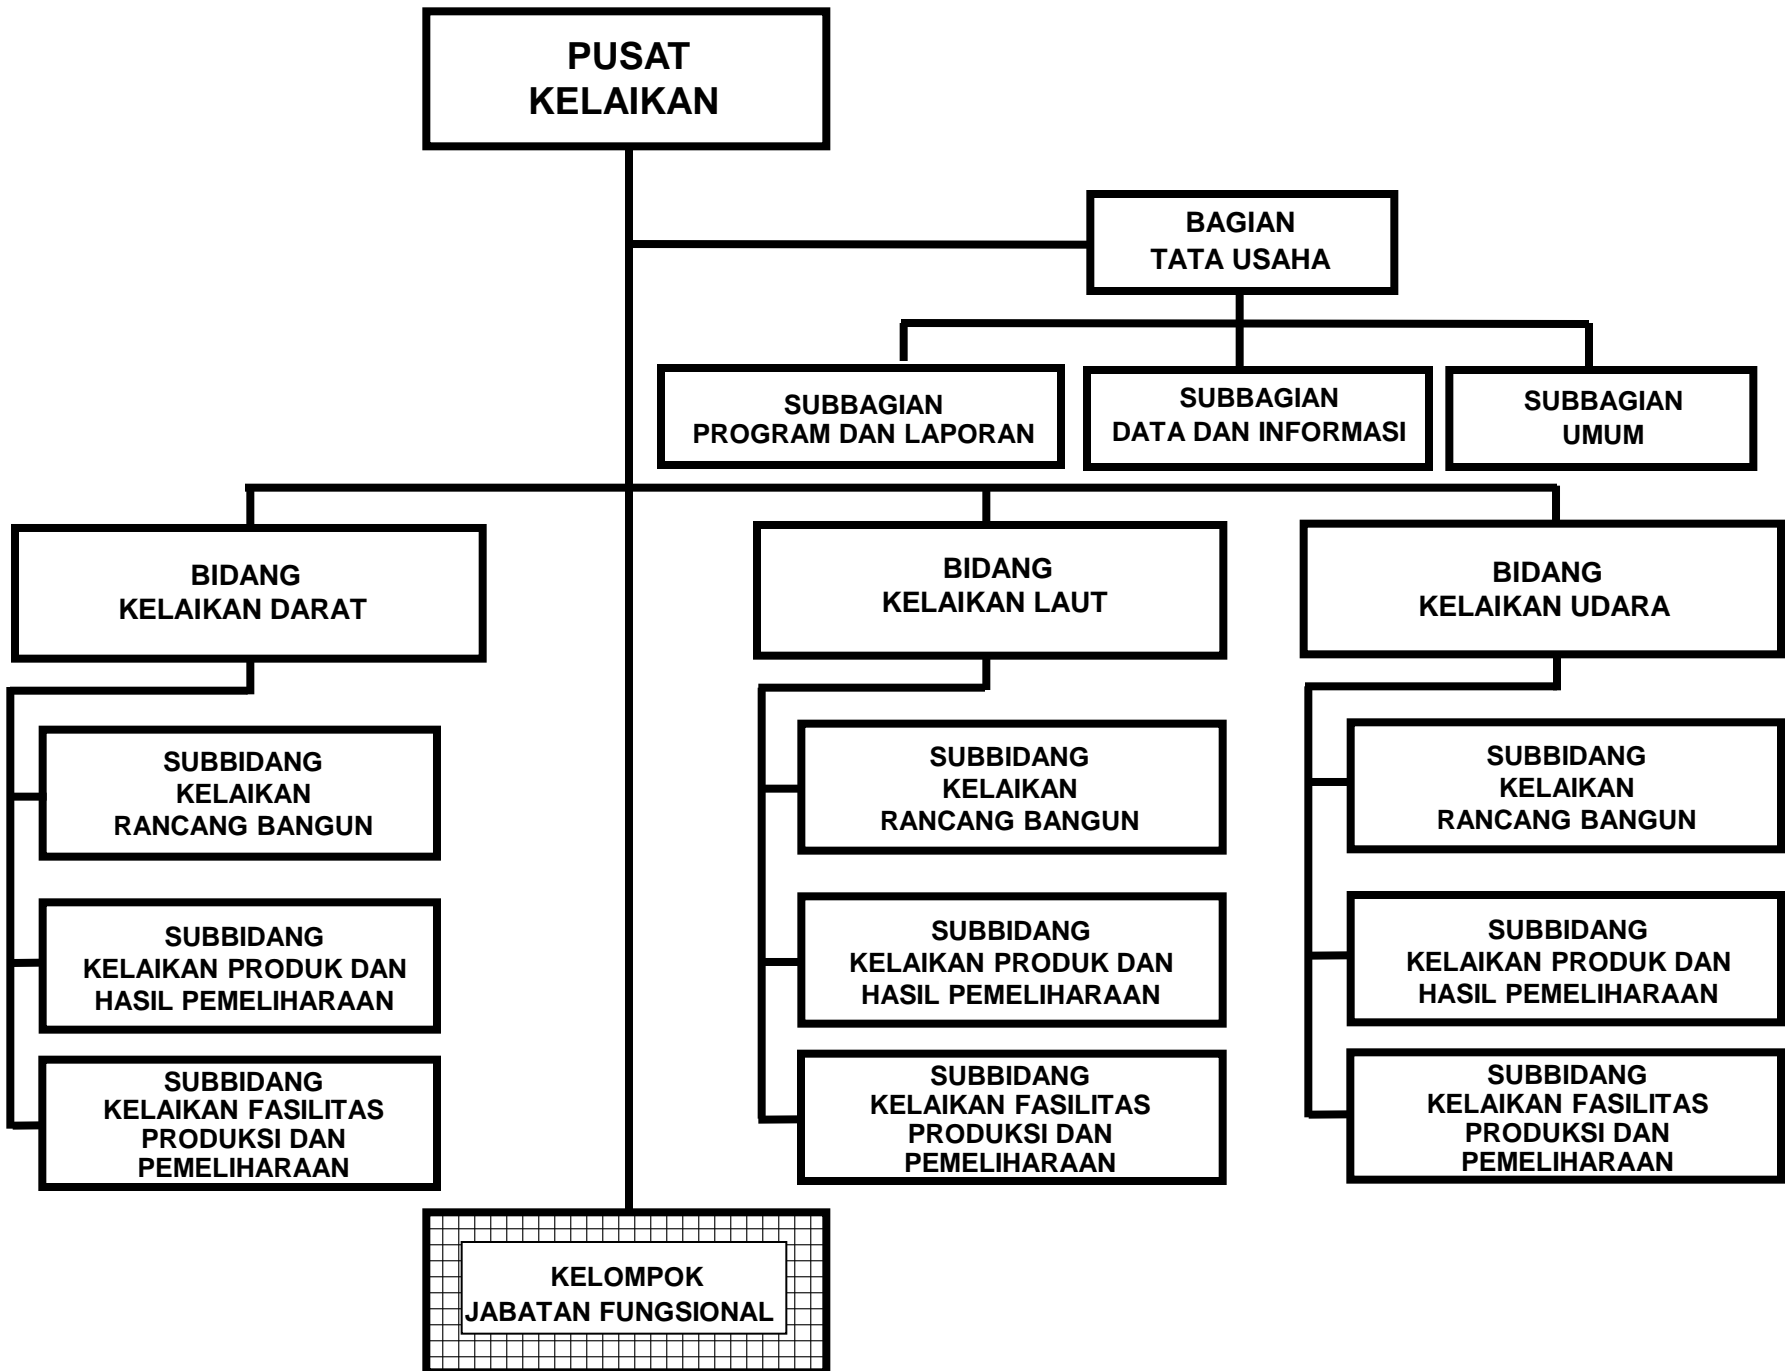 PUSAT
KELAIKAN
BAGIAN
TATA USAHA
SUBBAGIAN
PROGRAM DAN LAPORAN
SUBBAGIAN
DATA DAN INFORMASI
SUBBAGIAN
UMUM
BIDANG
KELAIKAN DARAT
BIDANG
KELAIKAN LAUT
BIDANG
KELAIKAN UDARA
SUBBIDANG
KELAIKAN
RANCANG BANGUN
SUBBIDANG
KELAIKAN
RANCANG BANGUN
SUBBIDANG
KELAIKAN
RANCANG BANGUN
SUBBIDANG
KELAIKAN PRODUK DAN
HASIL PEMELIHARAAN
SUBBIDANG
KELAIKAN PRODUK DAN
HASIL PEMELIHARAAN
SUBBIDANG
KELAIKAN PRODUK DAN
HASIL PEMELIHARAAN
SUBBIDANG
KELAIKAN FASILITAS
PRODUKSI DAN
PEMELIHARAAN
SUBBIDANG
KELAIKAN FASILITAS
PRODUKSI DAN
PEMELIHARAAN
SUBBIDANG
KELAIKAN FASILITAS
PRODUKSI DAN
PEMELIHARAAN
KELOMPOK
JABATAN FUNGSIONAL